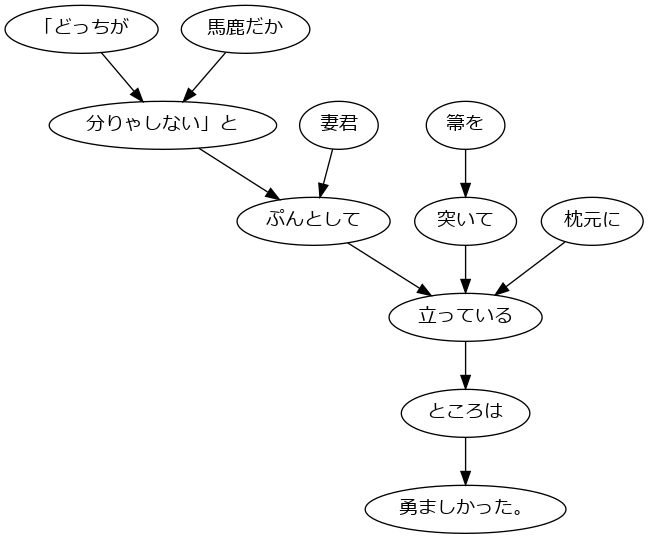 「どっちが
馬鹿だか
分りゃしない」と
妻君
箒を
ぷんとして
突いて
枕元に
立っている
ところは
勇ましかった。